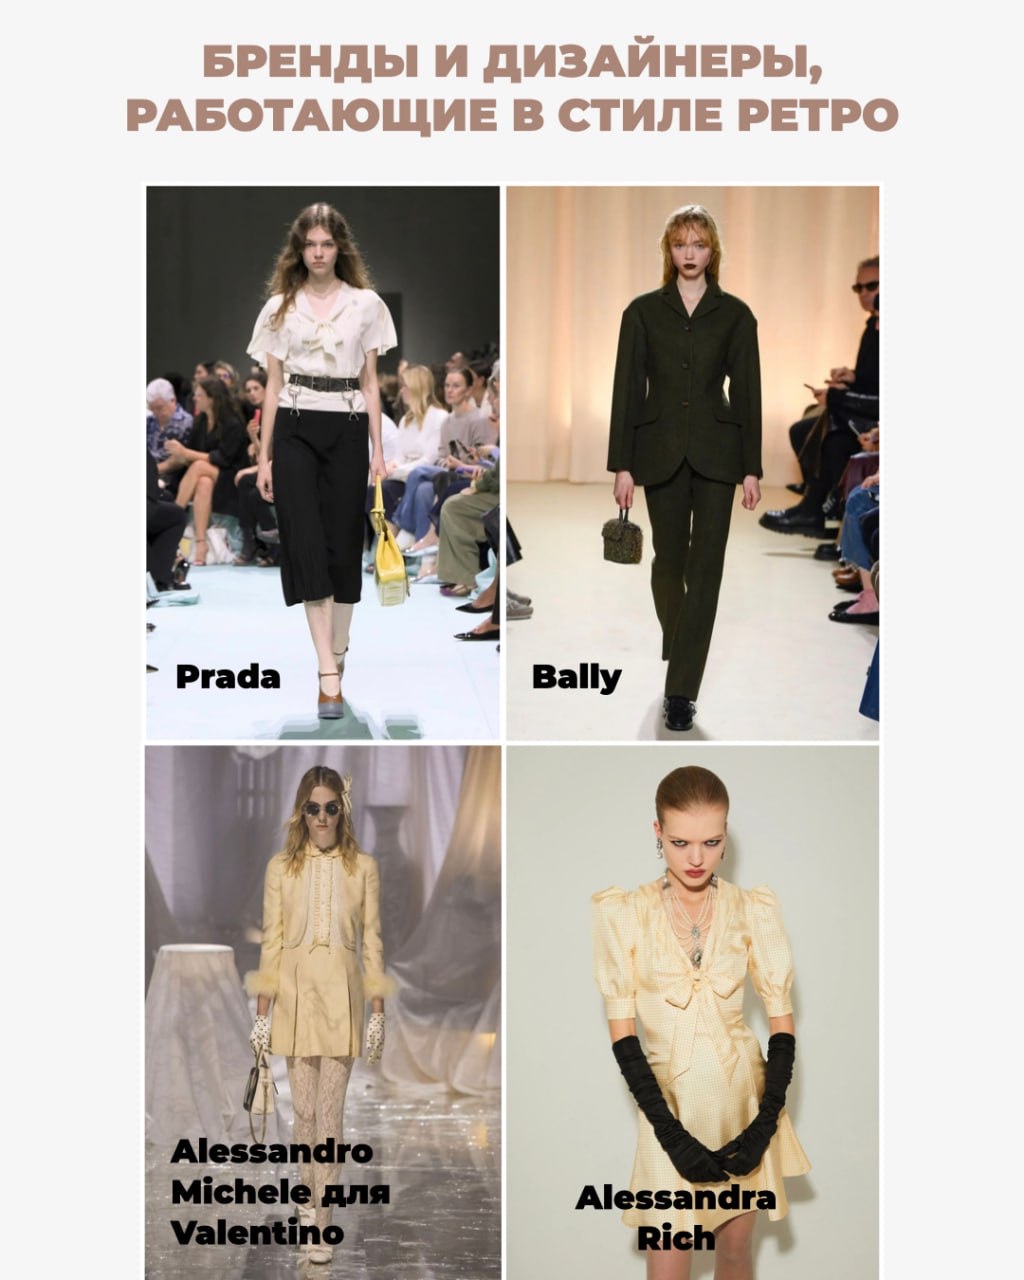 БРЕНДЫ И ДИЗАЙНЕРЫ,
РАБОТАЮЩИЕ В СТИЛЕ РЕТРО
Prada
Bally
Alessandro
Michele для
Valentino
Alessandra
Rich